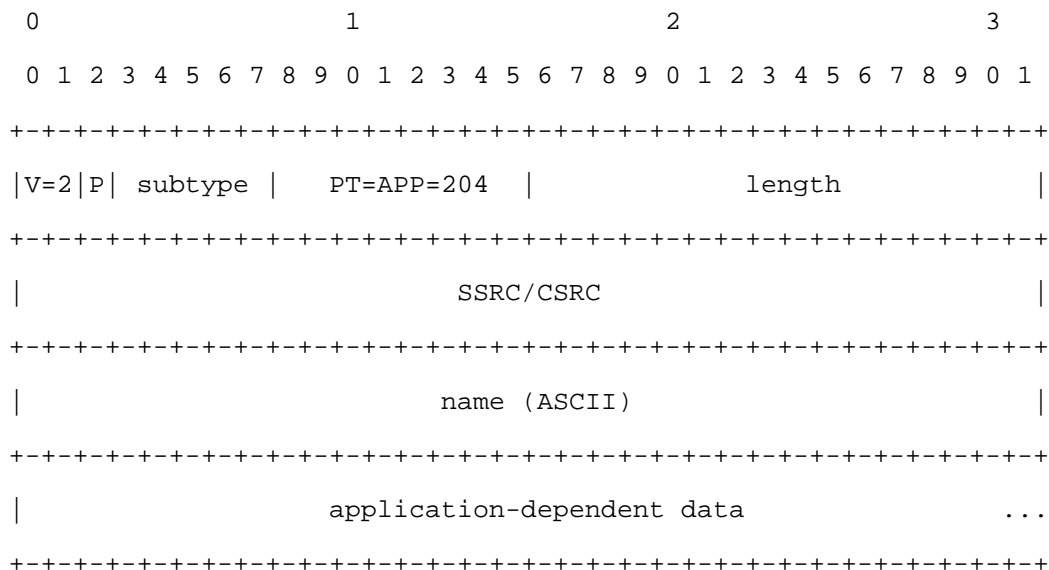 0                   1                   2                   3
 0 1 2 3 4 5 6 7 8 9 0 1 2 3 4 5 6 7 8 9 0 1 2 3 4 5 6 7 8 9 0 1
+-+-+-+-+-+-+-+-+-+-+-+-+-+-+-+-+-+-+-+-+-+-+-+-+-+-+-+-+-+-+-+-+
|V=2|P| subtype |   PT=APP=204  |             length            |
+-+-+-+-+-+-+-+-+-+-+-+-+-+-+-+-+-+-+-+-+-+-+-+-+-+-+-+-+-+-+-+-+
|                           SSRC/CSRC                           |
+-+-+-+-+-+-+-+-+-+-+-+-+-+-+-+-+-+-+-+-+-+-+-+-+-+-+-+-+-+-+-+-+
|                          name (ASCII)                         |
+-+-+-+-+-+-+-+-+-+-+-+-+-+-+-+-+-+-+-+-+-+-+-+-+-+-+-+-+-+-+-+-+
|                   application-dependent data                ...
+-+-+-+-+-+-+-+-+-+-+-+-+-+-+-+-+-+-+-+-+-+-+-+-+-+-+-+-+-+-+-+-+